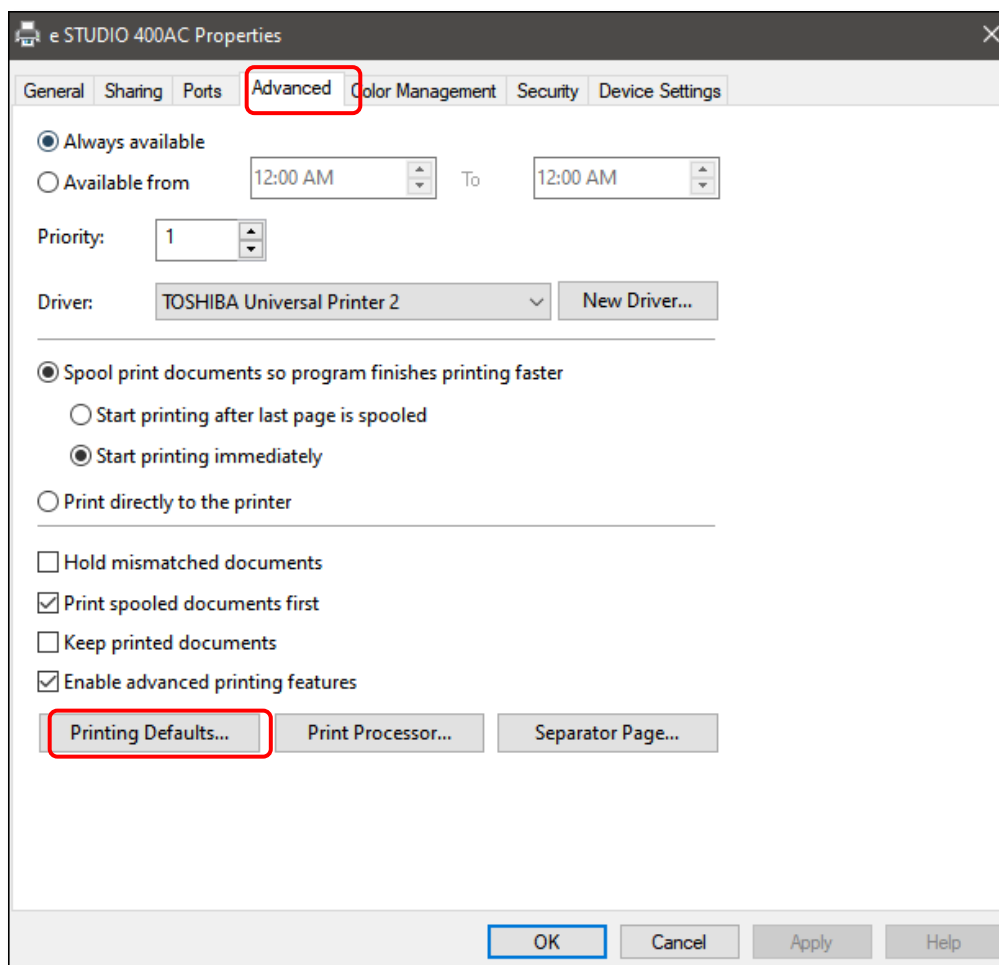 e STUDIO 400AC Properties
General Sharing Ports Advanced Color Management Security Device Settings
Always available
Available from 12:00 AM To 12:00 AM
Priority: 1
Driver: TOSHIBA Universal Printer 2 New Driver...
Spool print documents so program finishes printing faster
Start printing after last page is spooled
Start printing immediately
Print directly to the printer
Hold mismatched documents
Print spooled documents first
Keep printed documents
Enable advanced printing features
Printing Defaults... Print Processor... Separator Page...
OK Cancel Apply Help